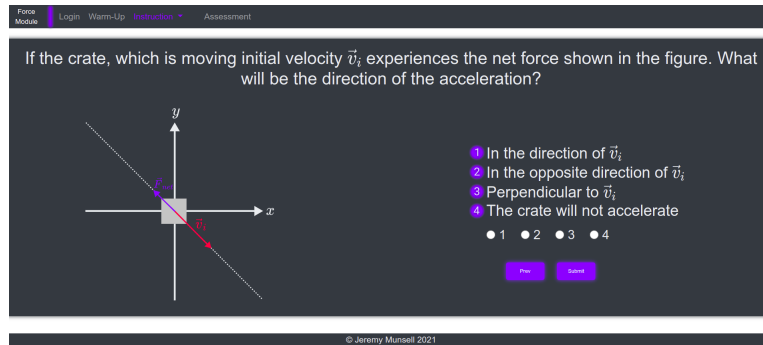 Force
Module
Login Warm-Up Instruction Assessment
If the crate, which is moving initial velocity v⃗ᵢ experiences the net force shown in the figure. What
will be the direction of the acceleration?
y
x
v⃗ᵢ
1 In the direction of v⃗ᵢ
2 In the opposite direction of v⃗ᵢ
3 Perpendicular to v⃗ᵢ
4 The crate will not accelerate
1 2 3 4
Prev Submit
© Jeremy Munsell 2021